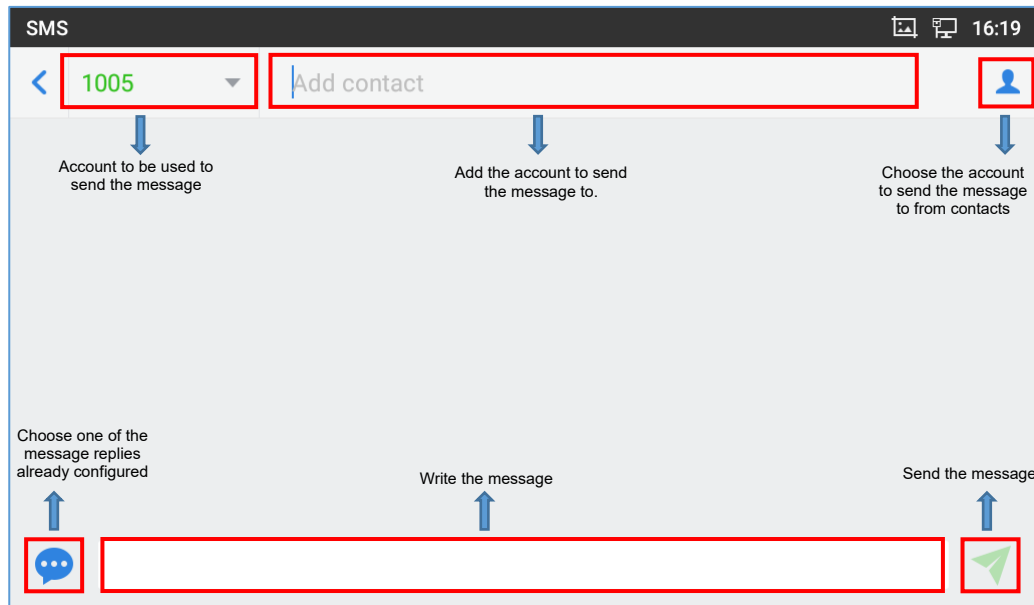 SMS
16:19
1005
Add contact
Account to be used to
send the message
Add the account to send
the message to.
Choose the account
to send the message
to from contacts
Choose one of the
message replies
already configured
Write the message
Send the message